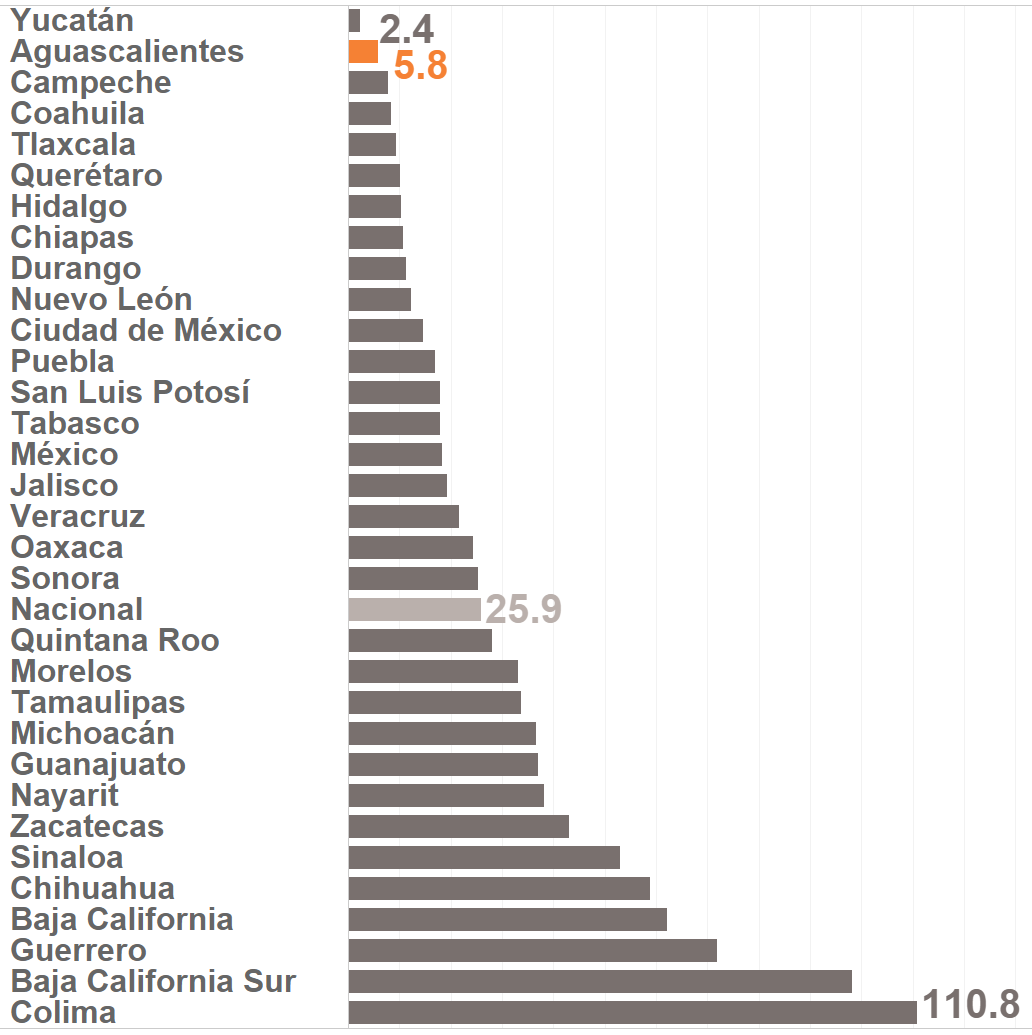 Yucatán 2.4
Aguascalientes 5.8
Campeche
Coahuila
Tlaxcala
Querétaro
Hidalgo
Chiapas
Durango
Nuevo León
Ciudad de México
Puebla
San Luis Potosí
Tabasco
México
Jalisco
Veracruz
Oaxaca
Sonora
Nacional 25.9
Quintana Roo
Morelos
Tamaulipas
Michoacán
Guanajuato
Nayarit
Zacatecas
Sinaloa
Chihuahua
Baja California
Guerrero
Baja California Sur
Colima 110.8